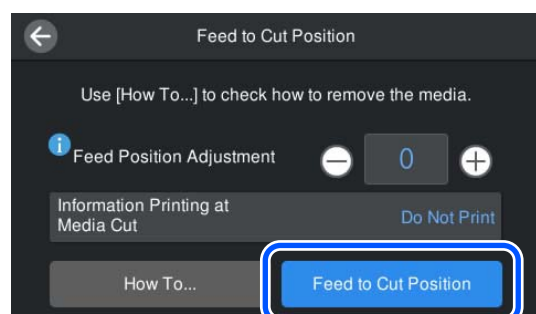 Feed to Cut Position
Use [How To...] to check how to remove the media.
i Feed Position Adjustment
0
Information Printing at
Media Cut
Do Not Print
How To...
Feed to Cut Position